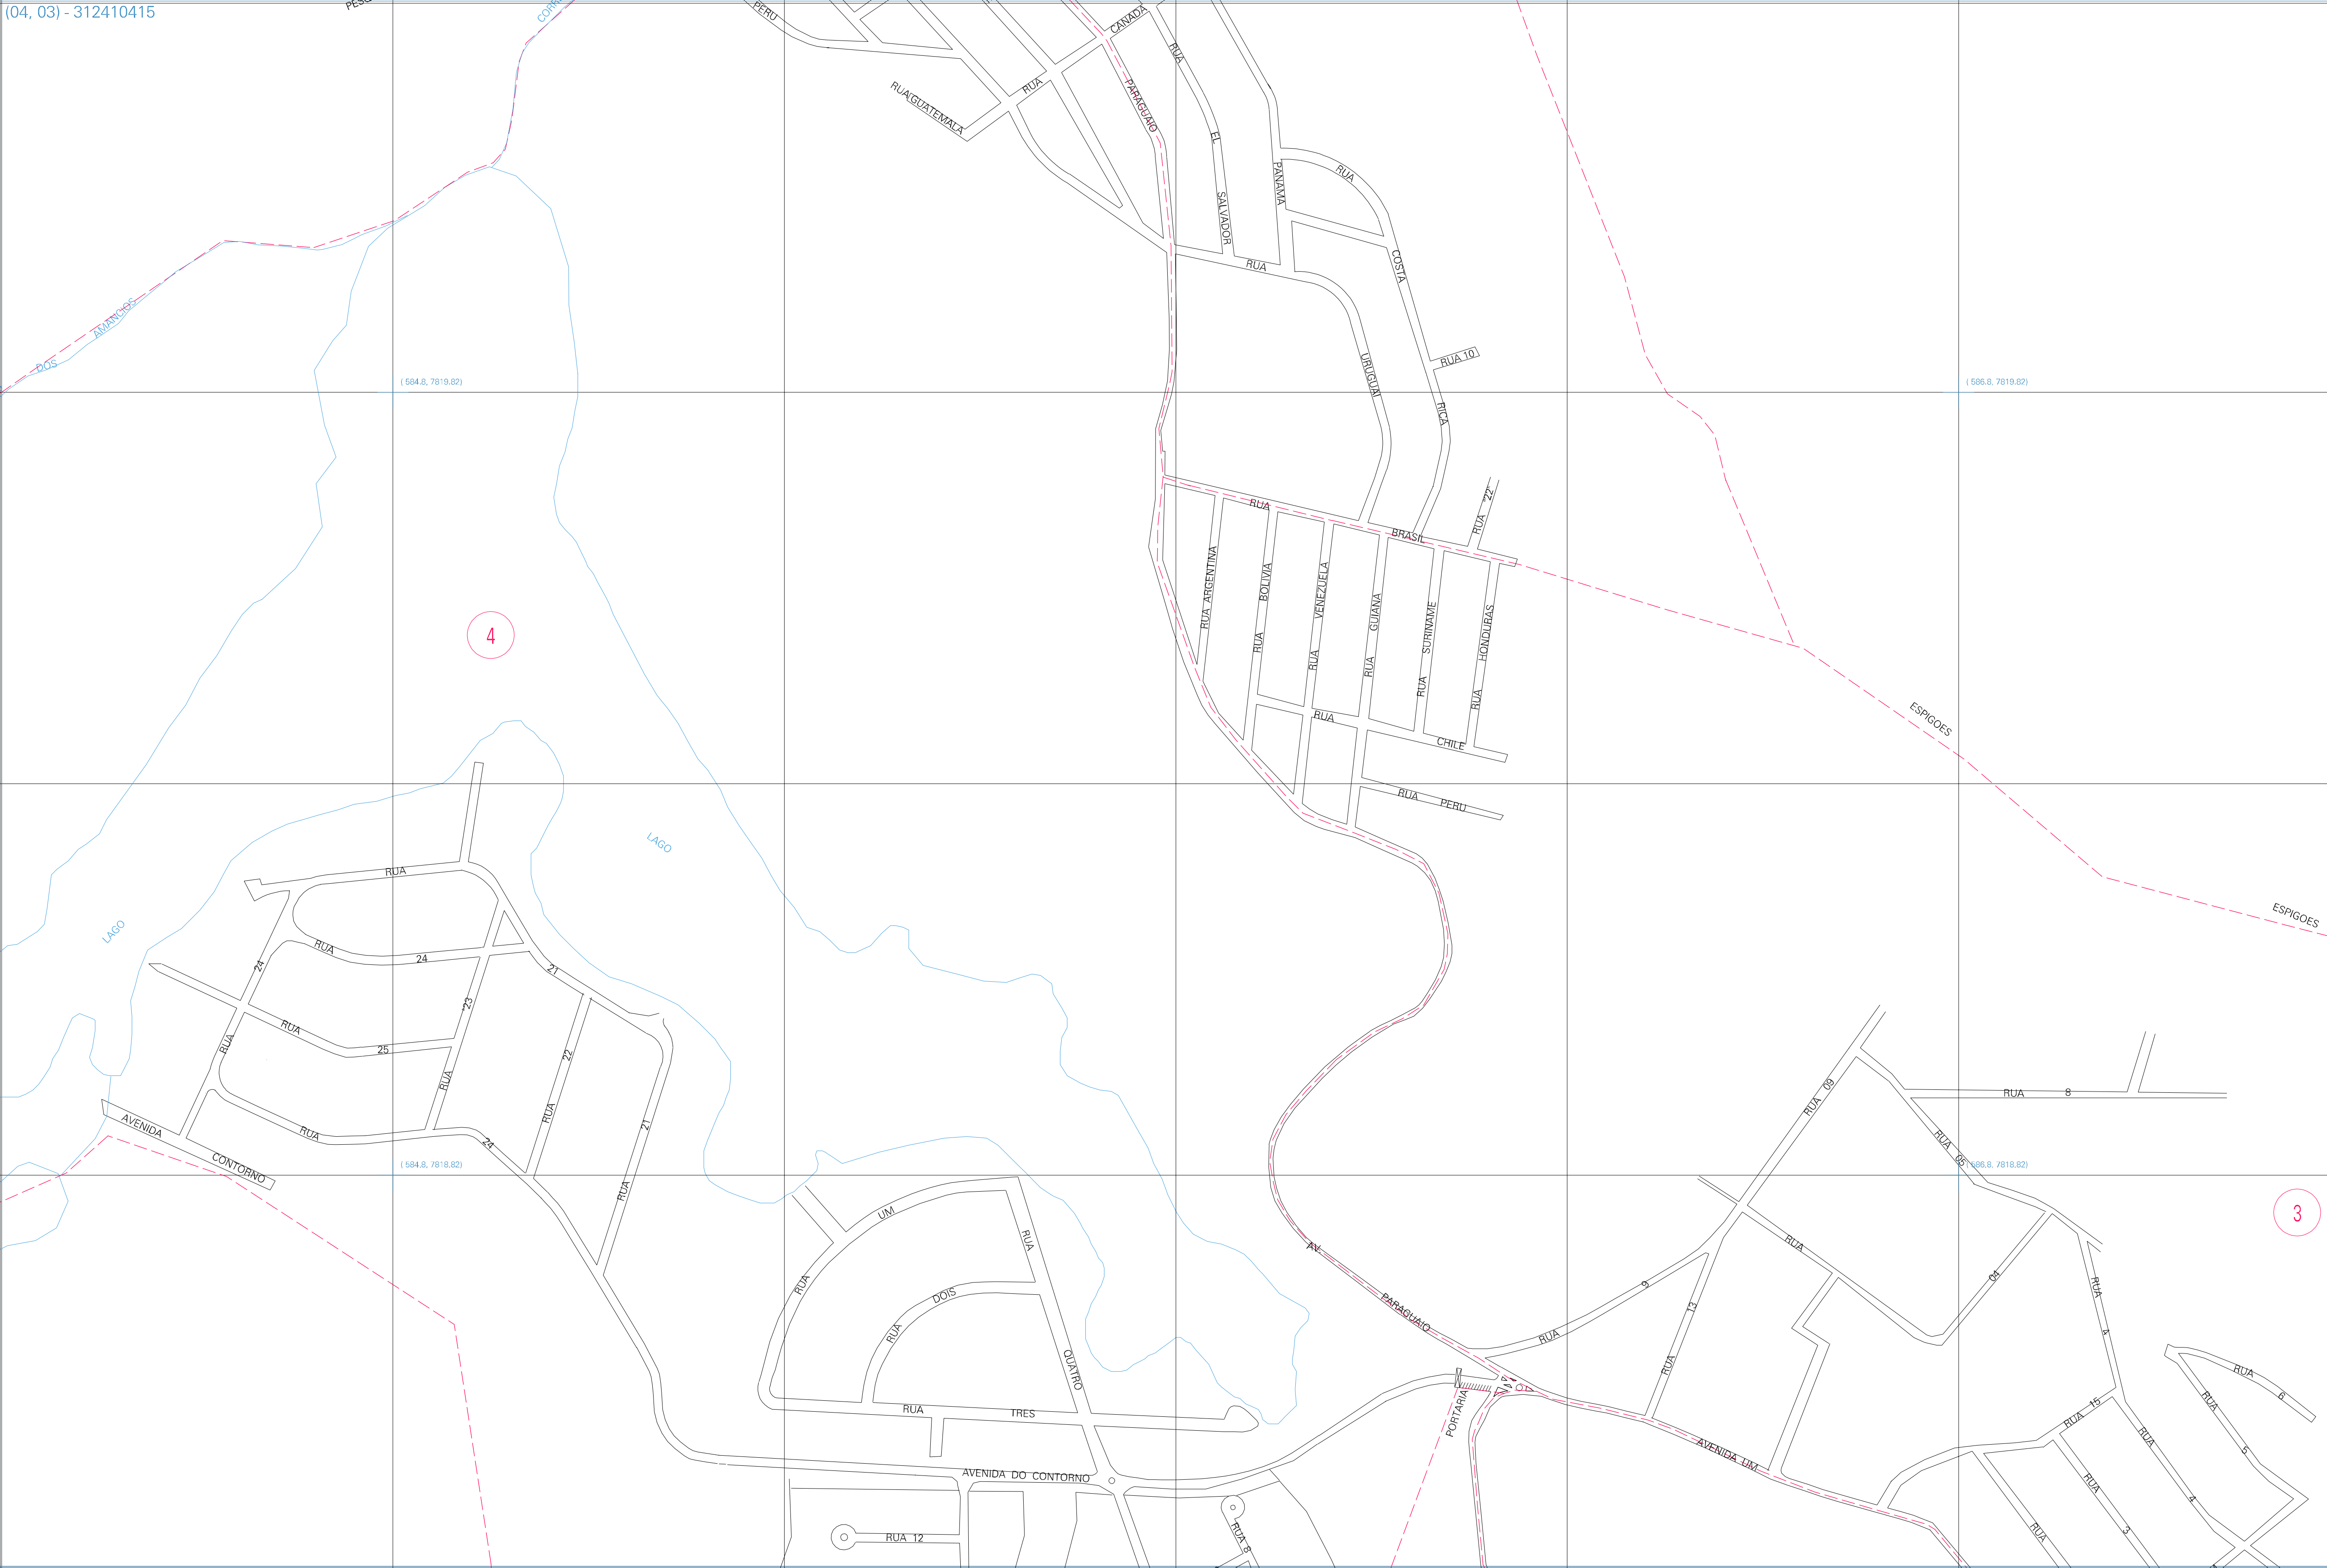 (04, 03) - 312410415
CORR
PERU
CANADA
RUA
RUA
RUA GUATEMALA
PARAGUAIO
EL
SALVADOR
PANAMA
RUA
COSTA
RICA
RUA
URUGUAI
RUA 10
DOS AMANCIOS
( 584.8, 7819.82)
( 586.8, 7819.82)
RUA BRASIL
RUA "22"
RUA ARGENTINA
RUA BOLIVIA
RUA VENEZUELA
RUA GUIANA
RUA SURINAME
RUA HONDURAS
4
RUA CHILE
RUA PERU
ESPIGOES
ESPIGOES
LAGO
LAGO
RUA
21
RUA 24
24
RUA
RUA 25
RUA "23
RUA 22
RUA 21
RUA 24
AVENIDA CONTORNO
( 584.8, 7818.82)
( 586.8, 7818.82)
RUA 09
RUA 8
RUA 05
3
RUA 04
RUA UM
RUA DOIS
RUA QUATRO
RUA TRES
AV. PARAGUAIO
RUA 9
RUA 13
RUA 4
PORTARIA
AVENIDA UM
AVENIDA DO CONTORNO
RUA 15
RUA 6
RUA 5
RUA 4
RUA 3
RUA
RUA 12
RUA 8